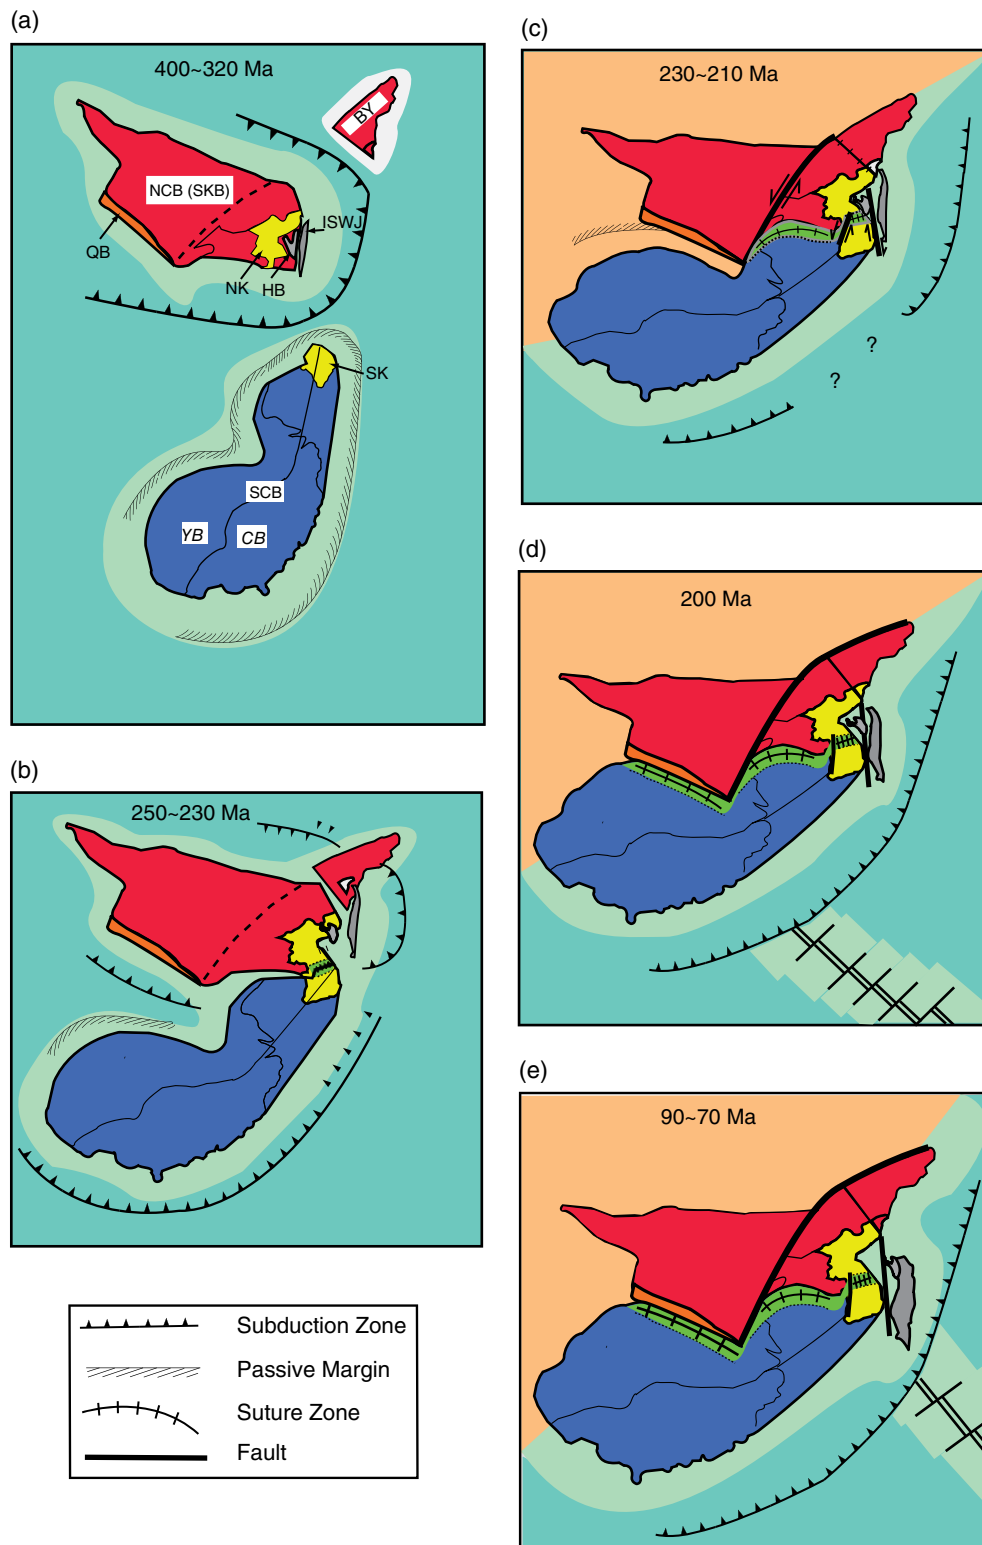 (a)
400~320 Ma
BY
NCB (SKB)
ISWJ
QB
NK
HB
SK
SCB
YB
CB
(b)
250~230 Ma
Subduction Zone
Passive Margin
Suture Zone
Fault
(c)
230~210 Ma
?
?
(d)
200 Ma
(e)
90~70 Ma